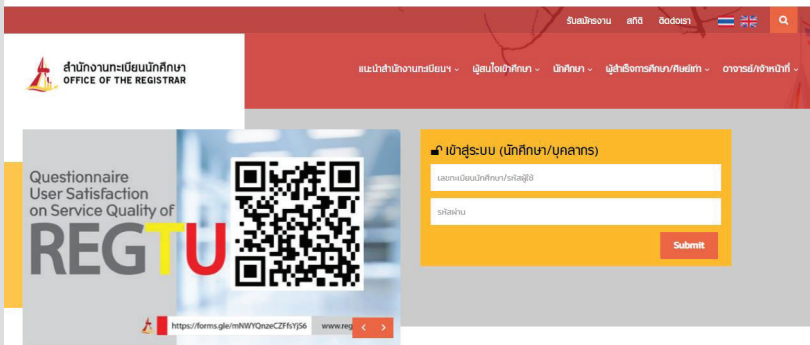 รับสมัครงาน สถิติ ติดต่อเรา
สำนักงานทะเบียนนักศึกษา
OFFICE OF THE REGISTRAR
แนะนำสำนักงานทะเบียนฯ ผู้สนใจเข้าศึกษา นักศึกษา ผู้สำเร็จการศึกษา/ศิษย์เก่า อาจารย์/เจ้าหน้าที่
Questionnaire
User Satisfaction
on Service Quality of
REGTU
https://forms.gle/mNWYQnzeCZFfsYjS6 www.reg
เข้าสู่ระบบ (นักศึกษา/บุคลากร)
เลขทะเบียนนักศึกษา/รหัสผู้ใช้
รหัสผ่าน
Submit